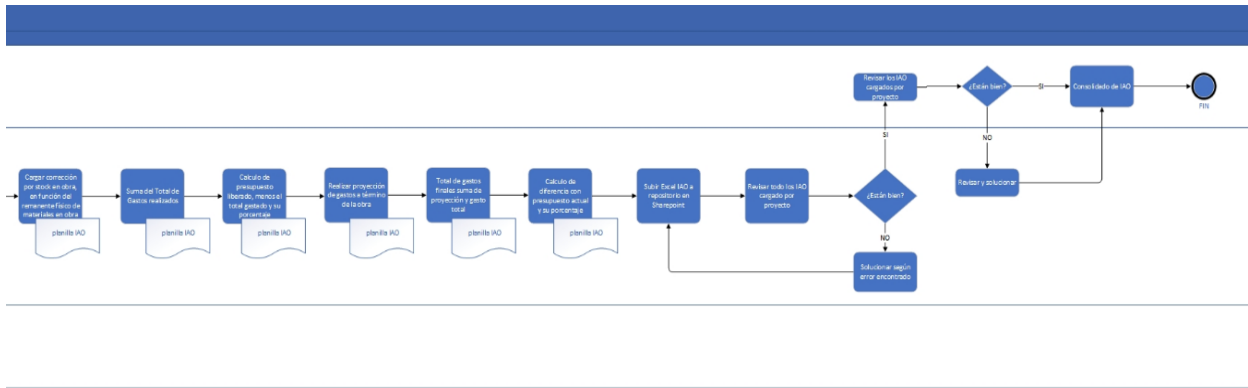 Revisar los IAO
cargados por
proyecto
¿Están bien?
SI
Consolidado de IAO
FIN
SI
NO
Cargar corrección
por stock en obra,
en función del
remanente físico de
materiales en obra
planilla IAO
Suma del Total de
Gastos realizados
planilla IAO
Calculo de
presupuesto
liberado, menos el
total gestado y su
porcentaje
planilla IAO
Realizar proyección
de gastos a término
de la obra
planilla IAO
Total de gastos
finales suma de
proyección y gesto
total
planilla IAO
Calculo de
diferencia con
presupuesto actual
y su porcentaje
planilla IAO
Subir Excel IAO a
repositorio en
Sharepoint
Revisar todo los IAO
cargado por
proyecto
¿Están bien?
Revisar y solucionar
NO
Solucionar según
error encontrado